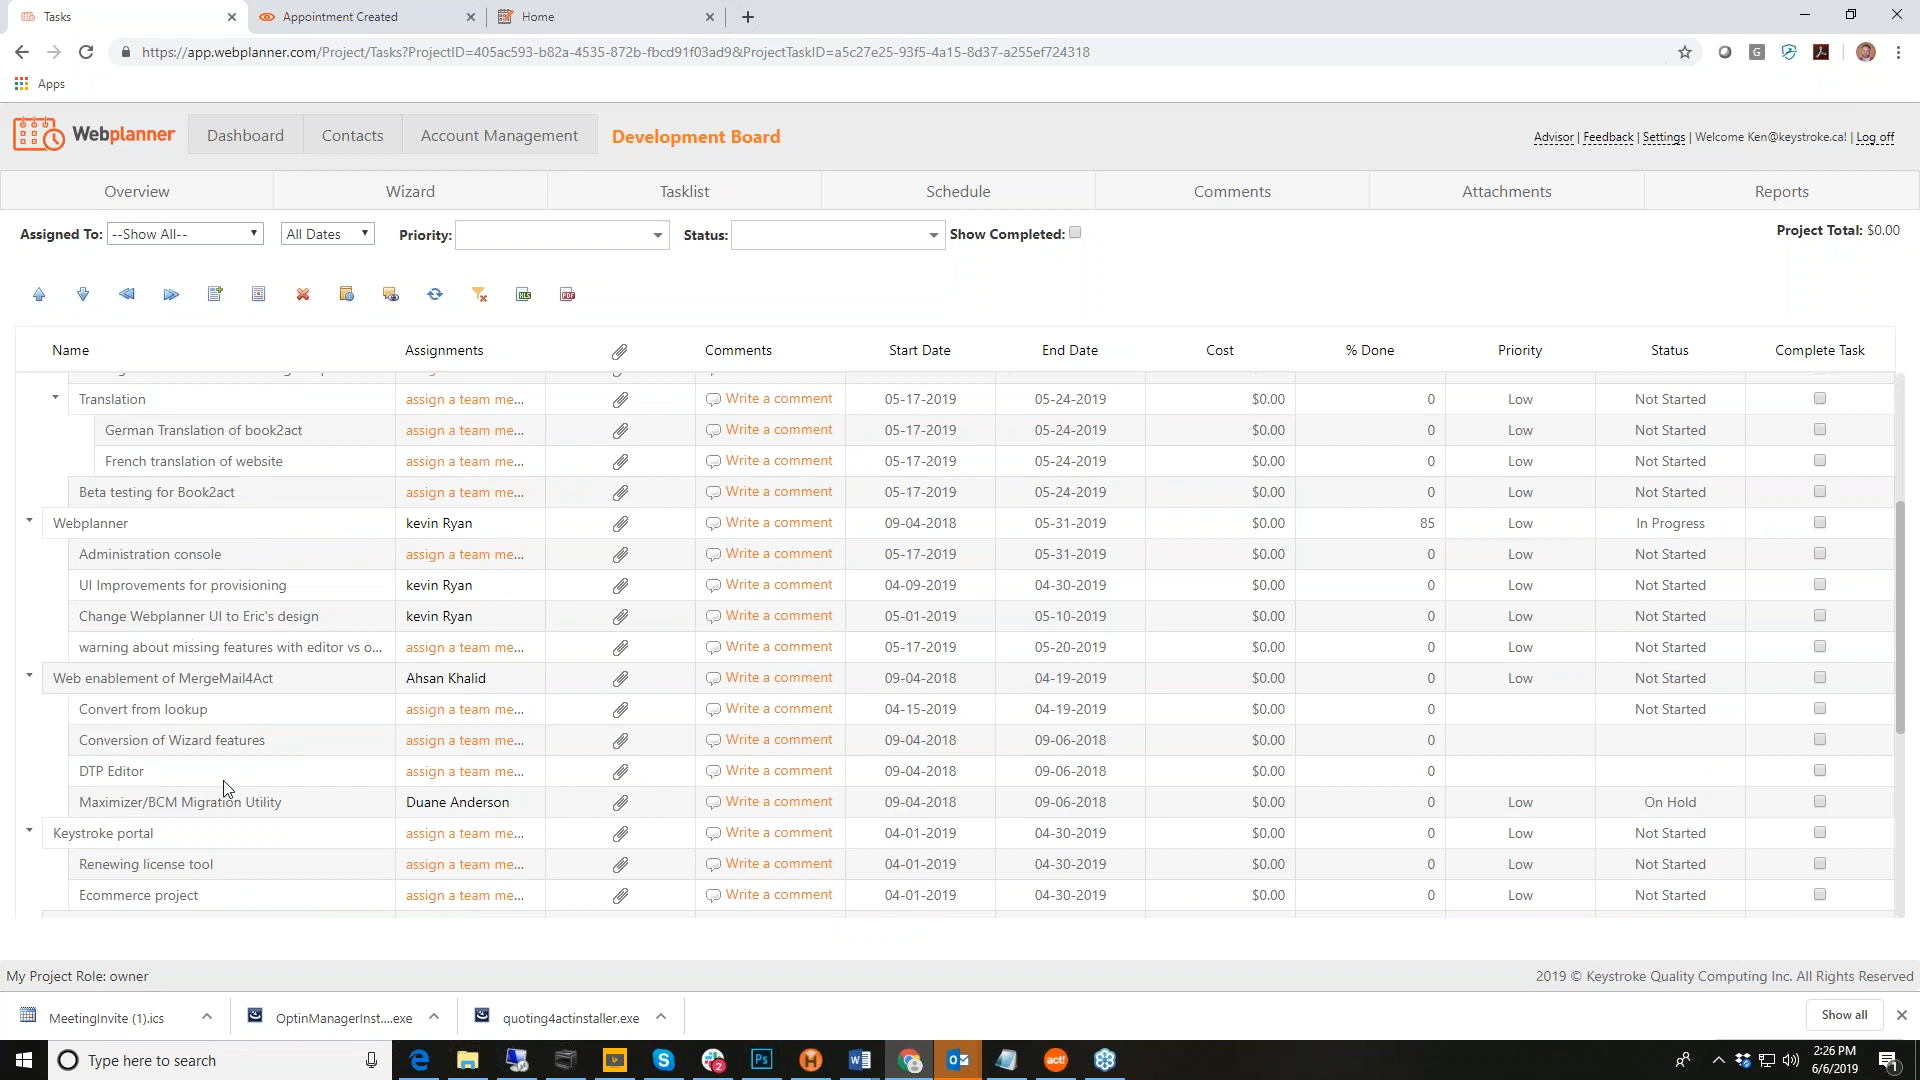 Tasks
Appointment Created
Home
https://app.webplanner.com/Project/Tasks?ProjectID=405ac593-b82a-4535-872b-fbcd91f03ad9&ProjectTaskID=a5c27e25-93f5-4a15-8d37-a255ef724318
Apps
Webplanner
Dashboard Contacts Account Management Development Board
Advisor | Feedback | Settings | Welcome Ken@keystroke.ca! | Log off
Overview Wizard Tasklist Schedule Comments Attachments Reports
Assigned To: --Show All-- All Dates Priority: Status: Show Completed: Project Total: $0.00
Name Assignments Comments Start Date End Date Cost % Done Priority Status Complete Task
Translation assign a team me... Write a comment 05-17-2019 05-24-2019 $0.00 0 Low Not Started
German Translation of book2act assign a team me... Write a comment 05-17-2019 05-24-2019 $0.00 0 Low Not Started
French translation of website assign a team me... Write a comment 05-17-2019 05-24-2019 $0.00 0 Low Not Started
Beta testing for Book2act assign a team me... Write a comment 05-17-2019 05-24-2019 $0.00 0 Low Not Started
Webplanner kevin Ryan Write a comment 09-04-2018 05-31-2019 $0.00 85 Low In Progress
Administration console assign a team me... Write a comment 05-17-2019 05-31-2019 $0.00 0 Low Not Started
UI Improvements for provisioning kevin Ryan Write a comment 04-09-2019 04-30-2019 $0.00 0 Low Not Started
Change Webplanner UI to Eric's design kevin Ryan Write a comment 05-01-2019 05-10-2019 $0.00 0 Low Not Started
warning about missing features with editor vs o... assign a team me... Write a comment 05-17-2019 05-20-2019 $0.00 0 Low Not Started
Web enablement of MergeMail4Act Ahsan Khalid Write a comment 09-04-2018 04-19-2019 $0.00 0 Low Not Started
Convert from lookup assign a team me... Write a comment 04-15-2019 04-19-2019 $0.00 0 Not Started
Conversion of Wizard features assign a team me... Write a comment 09-04-2018 09-06-2018 $0.00 0
DTP Editor assign a team me... Write a comment 09-04-2018 09-06-2018 $0.00 0
Maximizer/BCM Migration Utility Duane Anderson Write a comment 09-04-2018 09-06-2018 $0.00 0 Low On Hold
Keystroke portal assign a team me... Write a comment 04-01-2019 04-30-2019 $0.00 0 Low Not Started
Renewing license tool assign a team me... Write a comment 04-01-2019 04-30-2019 $0.00 0 Low Not Started
Ecommerce project assign a team me... Write a comment 04-01-2019 04-30-2019 $0.00 0 Low Not Started
My Project Role: owner 2019 © Keystroke Quality Computing Inc. All Rights Reserved
MeetingInvite (1).ics OptinManagerInst....exe quoting4actinstaller.exe Show all
Type here to search
2:26 PM
6/6/2019